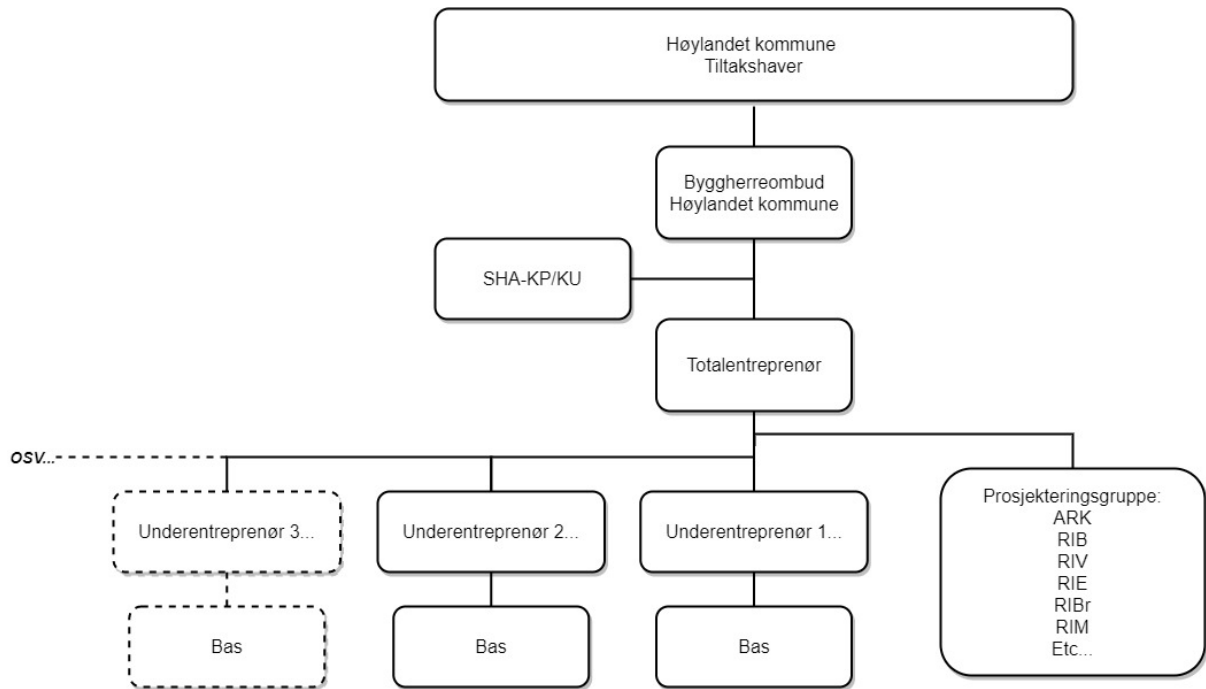 Høylandet kommune
Tiltakshaver
Byggherreombud
Høylandet kommune
SHA-KP/KU
Totalentreprenør
osv...
Underentreprenør 3...
Underentreprenør 2...
Underentreprenør 1...
Prosjekteringsgruppe:
ARK
RIB
RIV
RIE
RIBr
RIM
Etc...
Bas
Bas
Bas